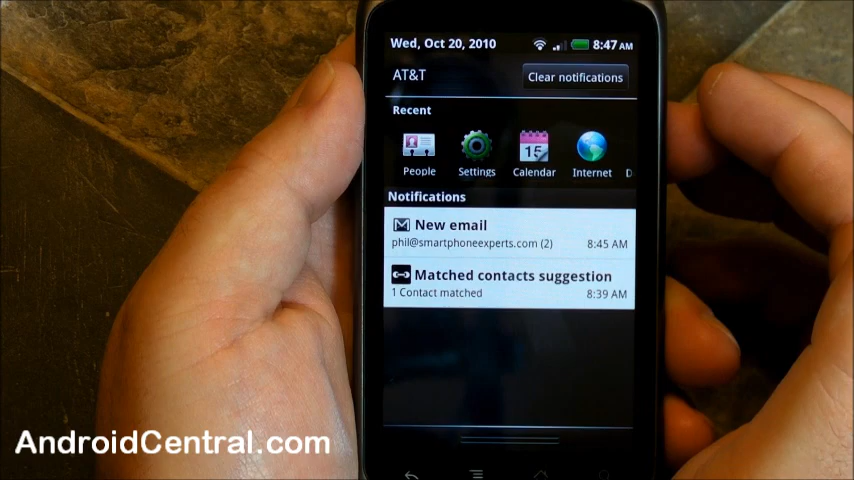 Wed, Oct 20, 2010 8:47 AM
AT&T Clear notifications
Recent
15
People Settings Calendar Internet D
Notifications
New email
phil@smartphoneexperts.com (2) 8:45 AM
Matched contacts suggestion
1 Contact matched 8:39 AM
AndroidCentral.com